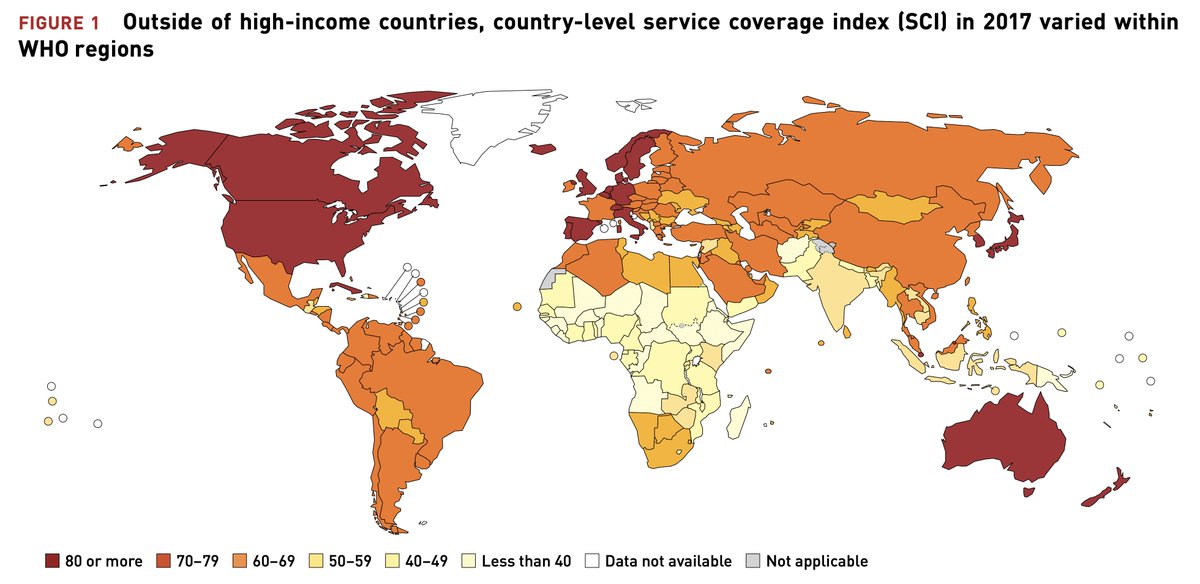 FIGURE 1 Outside of high-income countries, country-level service coverage index (SCI) in 2017 varied within
WHO regions
80 or more 70–79 60–69 50–59 40–49 Less than 40 Data not available Not applicable